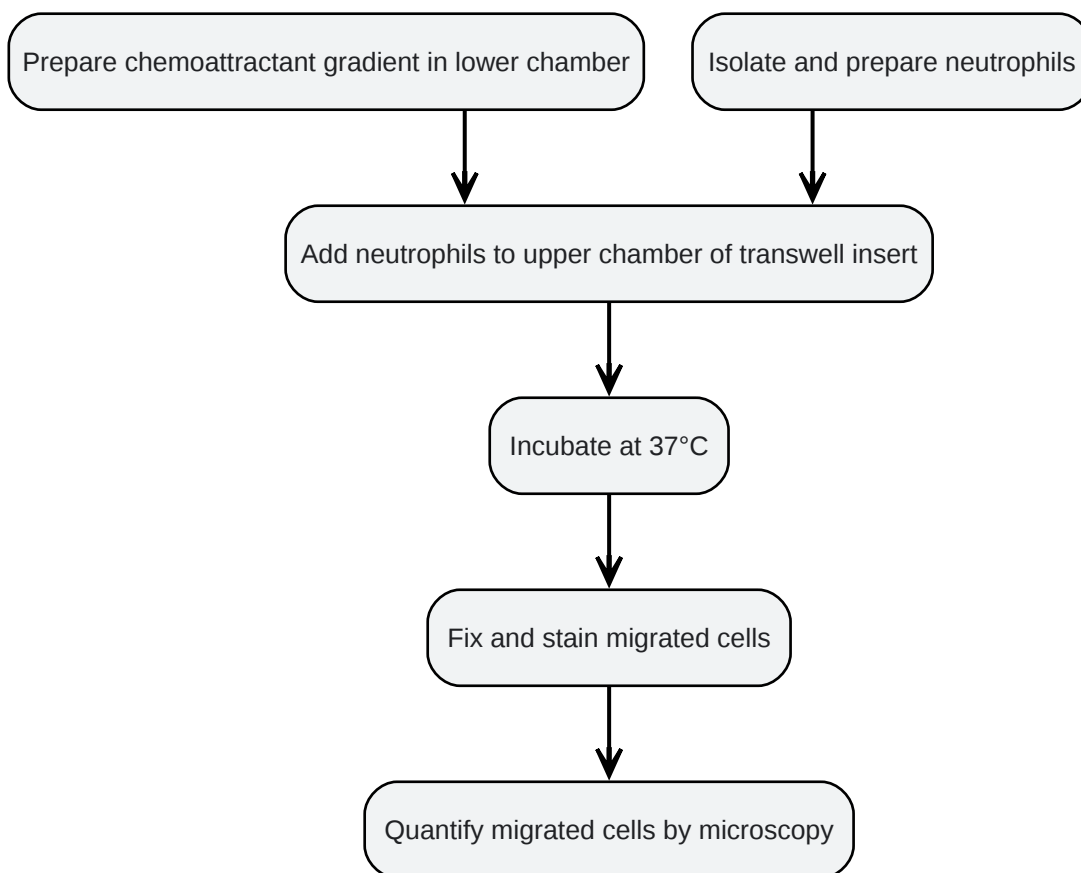 Prepare chemoattractant gradient in lower chamber
Isolate and prepare neutrophils
Add neutrophils to upper chamber of transwell insert
Incubate at 37°C
Fix and stain migrated cells
Quantify migrated cells by microscopy